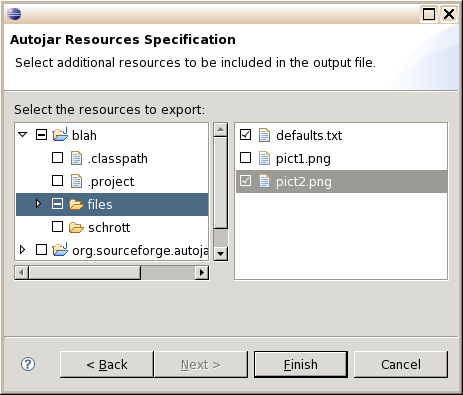 Autojar Resources Specification
Select additional resources to be included in the output file.
Select the resources to export:
blah
.classpath
.project
files
schrott
org.sourceforge.autoja
defaults.txt
pict1.png
pict2.png
?
< Back
Next >
Finish
Cancel